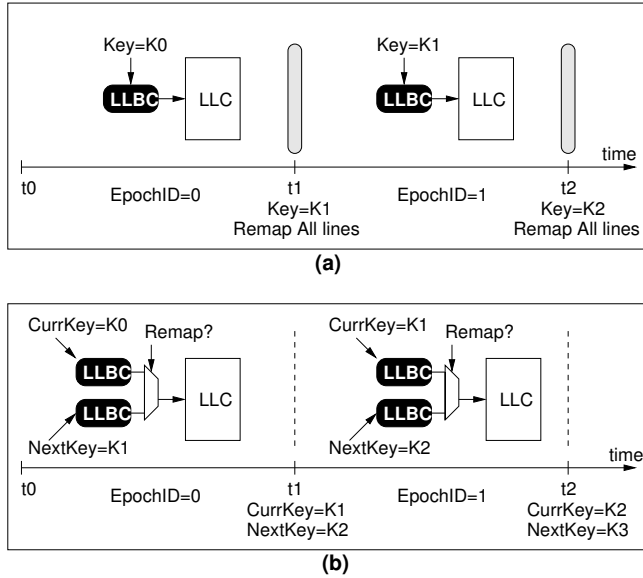 Key=K0
Key=K1
LLBC
LLC
LLBC
LLC
time
t0
EpochID=0
t1
EpochID=1
t2
Key=K1
Key=K2
Remap All lines
Remap All lines
(a)
CurrKey=K0
Remap?
CurrKey=K1
Remap?
LLBC
LLBC
LLC
LLC
LLBC
LLBC
NextKey=K1
NextKey=K2
time
t0
EpochID=0
t1
EpochID=1
t2
CurrKey=K1
CurrKey=K2
NextKey=K2
NextKey=K3
(b)